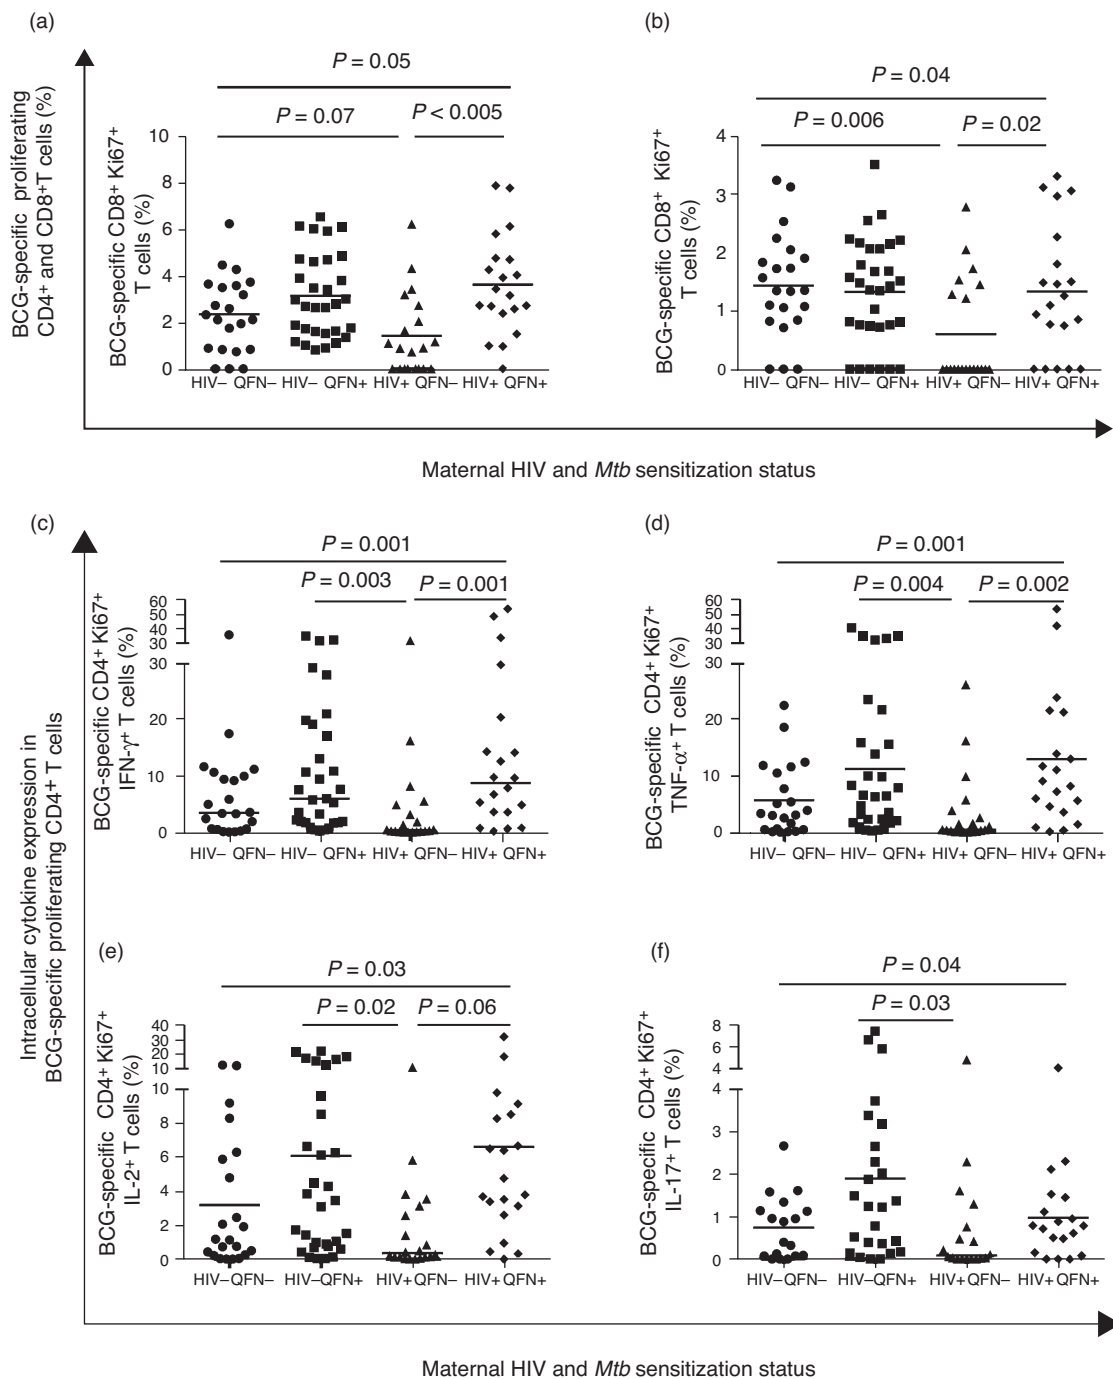 (a)
BCG-specific proliferating
CD4⁺ and CD8⁺T cells (%)
BCG-specific CD8⁺ Ki67⁺
T cells (%)
P = 0.05
P = 0.07
P < 0.005
10
8
6
4
2
0
HIV– QFN– HIV– QFN+ HIV+ QFN– HIV+ QFN+
(b)
BCG-specific CD8⁺ Ki67⁺
T cells (%)
P = 0.04
P = 0.006
P = 0.02
4
3
2
1
0
HIV– QFN– HIV– QFN+ HIV+ QFN– HIV+ QFN+
Maternal HIV and Mtb sensitization status
Intracellular cytokine expression in
BCG-specific proliferating CD4⁺ T cells
(c)
BCG-specific CD4⁺ Ki67⁺
IFN-γ⁺ T cells (%)
P = 0.001
P = 0.003
P = 0.001
60
50
40
30
30
20
10
0
HIV– QFN– HIV– QFN+ HIV+ QFN– HIV+ QFN+
(d)
BCG-specific CD4⁺ Ki67⁺
TNF-α⁺ T cells (%)
P = 0.001
P = 0.004
P = 0.002
60
50
40
30
30
20
10
0
HIV– QFN– HIV– QFN+ HIV+ QFN– HIV+ QFN+
(e)
BCG-specific CD4⁺ Ki67⁺
IL-2⁺ T cells (%)
P = 0.03
P = 0.02
P = 0.06
40
30
20
10
10
8
6
4
2
0
HIV–QFN– HIV–QFN+ HIV+QFN– HIV+QFN+
(f)
BCG-specific CD4⁺ Ki67⁺
IL-17⁺ T cells (%)
P = 0.04
P = 0.03
8
6
4
4
3
2
1
0
HIV–QFN– HIV–QFN+ HIV+QFN– HIV+QFN+
Maternal HIV and Mtb sensitization status